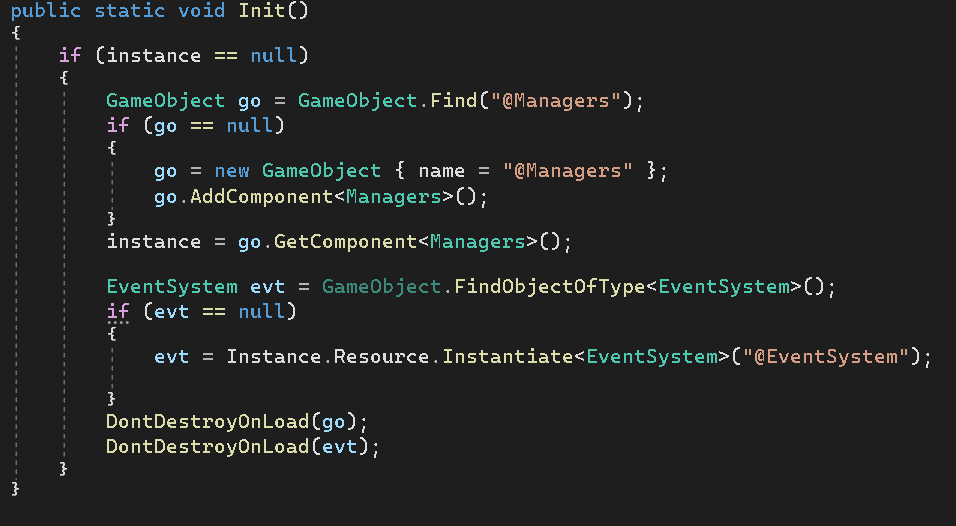 public static void Init()
{
    if (instance == null)
    {
        GameObject go = GameObject.Find("@Managers");
        if (go == null)
        {
            go = new GameObject { name = "@Managers" };
            go.AddComponent<Managers>();
        }
        instance = go.GetComponent<Managers>();

        EventSystem evt = GameObject.FindObjectOfType<EventSystem>();
        if (evt == null)
        {
            evt = Instance.Resource.Instantiate<EventSystem>("@EventSystem");

        }
        DontDestroyOnLoad(go);
        DontDestroyOnLoad(evt);
    }
}